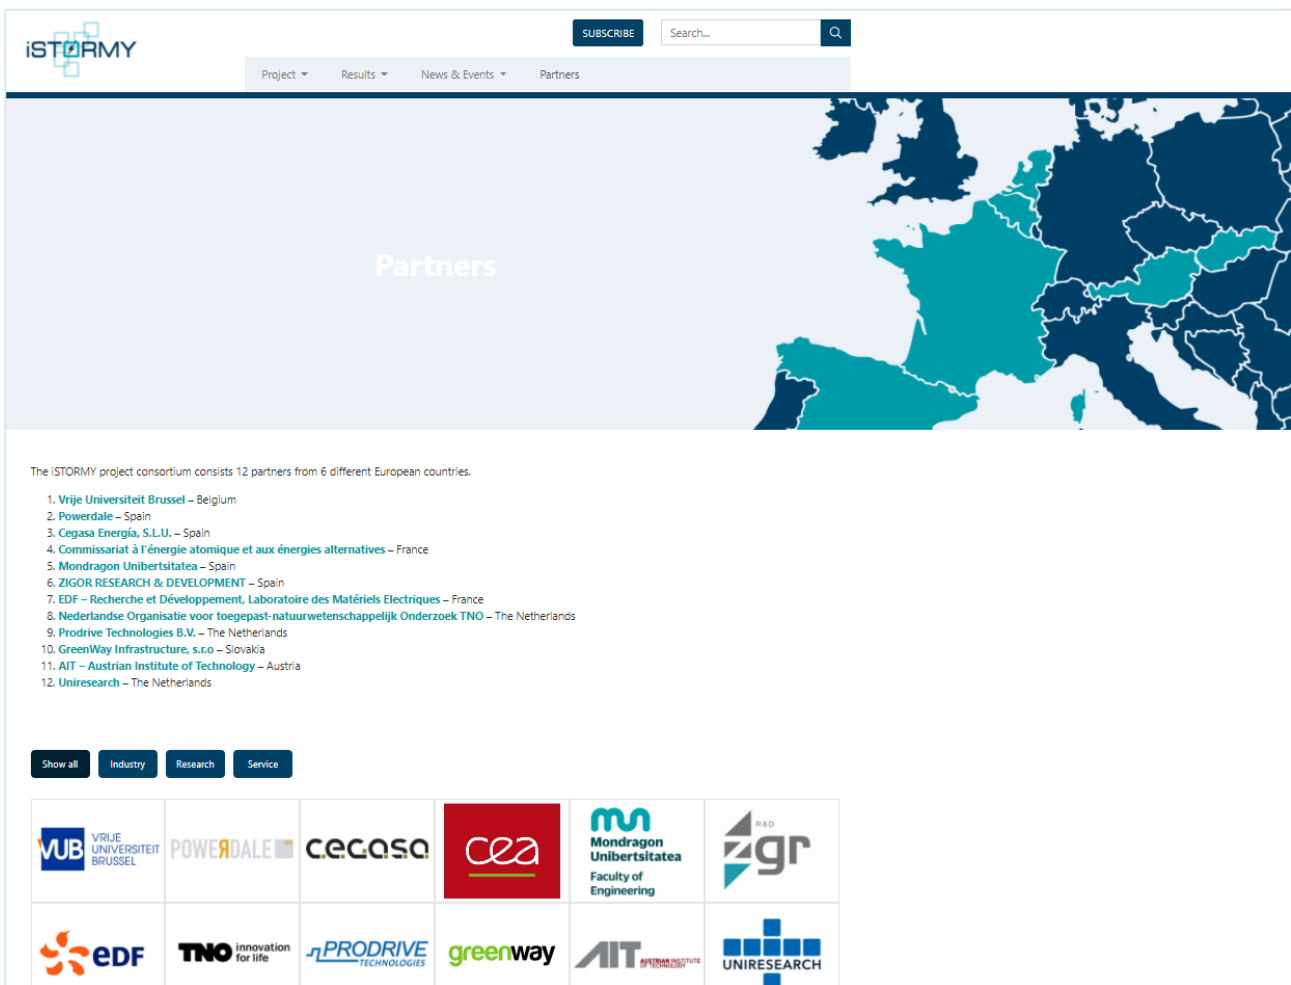 iSTORMY
SUBSCRIBE
Search...
Project
Results
News & Events
Partners
Partners
The iSTORMY project consortium consists 12 partners from 6 different European countries.
1. Vrije Universiteit Brussel – Belgium
2. Powerdale – Spain
3. Cegasa Energía, S.L.U. – Spain
4. Commissariat à l'énergie atomique et aux énergies alternatives – France
5. Mondragon Unibertsitatea – Spain
6. ZIGOR RESEARCH & DEVELOPMENT – Spain
7. EDF – Recherche et Développement, Laboratoire des Matériels Electriques – France
8. Nederlandse Organisatie voor toegepast-natuurwetenschappelijk Onderzoek TNO – The Netherlands
9. Prodrive Technologies B.V. – The Netherlands
10. GreenWay Infrastructure, s.r.o – Slovakia
11. AIT – Austrian Institute of Technology – Austria
12. Uniresearch – The Netherlands
Show all
Industry
Research
Service
VUB
VRIJE
UNIVERSITEIT
BRUSSEL
POWERDALE
cegasa
cea
Mondragon
Unibertsitatea
Faculty of
Engineering
R&D
zgr
eDF
TNO innovation
for life
PRODRIVE
TECHNOLOGIES
greenway
AIT AUSTRIAN INSTITUTE
OF TECHNOLOGY
UNIRESEARCH